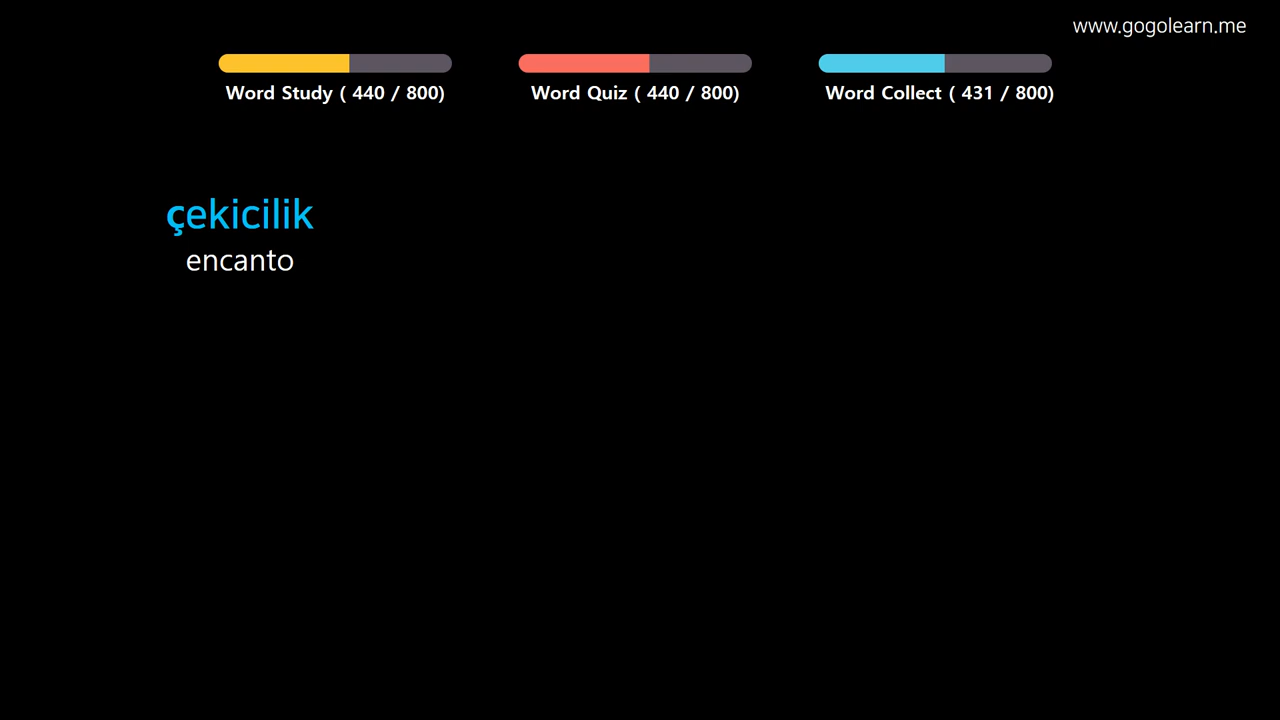 www.gogolearn.me
Word Study ( 440 / 800)
Word Quiz ( 440 / 800)
Word Collect ( 431 / 800)
çekicilik
encanto